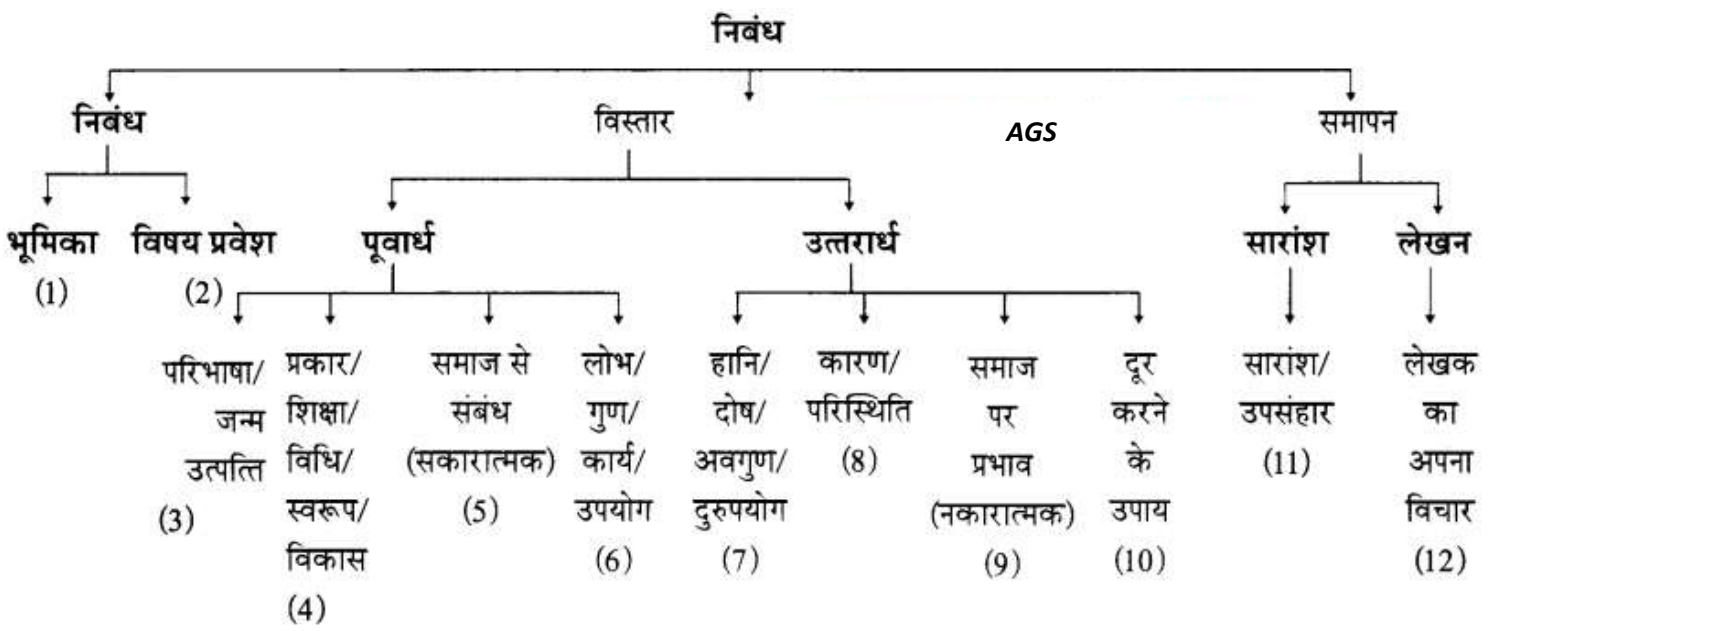 निबंध
निबंध
विस्तार
AGS
समापन
भूमिका
(1)
विषय प्रवेश
(2)
पूवार्ध
उत्तरार्ध
सारांश
लेखन
परिभाषा/
जन्म
उत्पत्ति
(3)
प्रकार/
शिक्षा/
विधि/
स्वरूप/
विकास
(4)
समाज से
संबंध
(सकारात्मक)
(5)
लोभ/
गुण/
कार्य/
उपयोग
(6)
हानि/
दोष/
अवगुण/
दुरुपयोग
(7)
कारण/
परिस्थिति
(8)
समाज
पर
प्रभाव
(नकारात्मक)
(9)
दूर
करने
के
उपाय
(10)
सारांश/
उपसंहार
(11)
लेखक
का
अपना
विचार
(12)